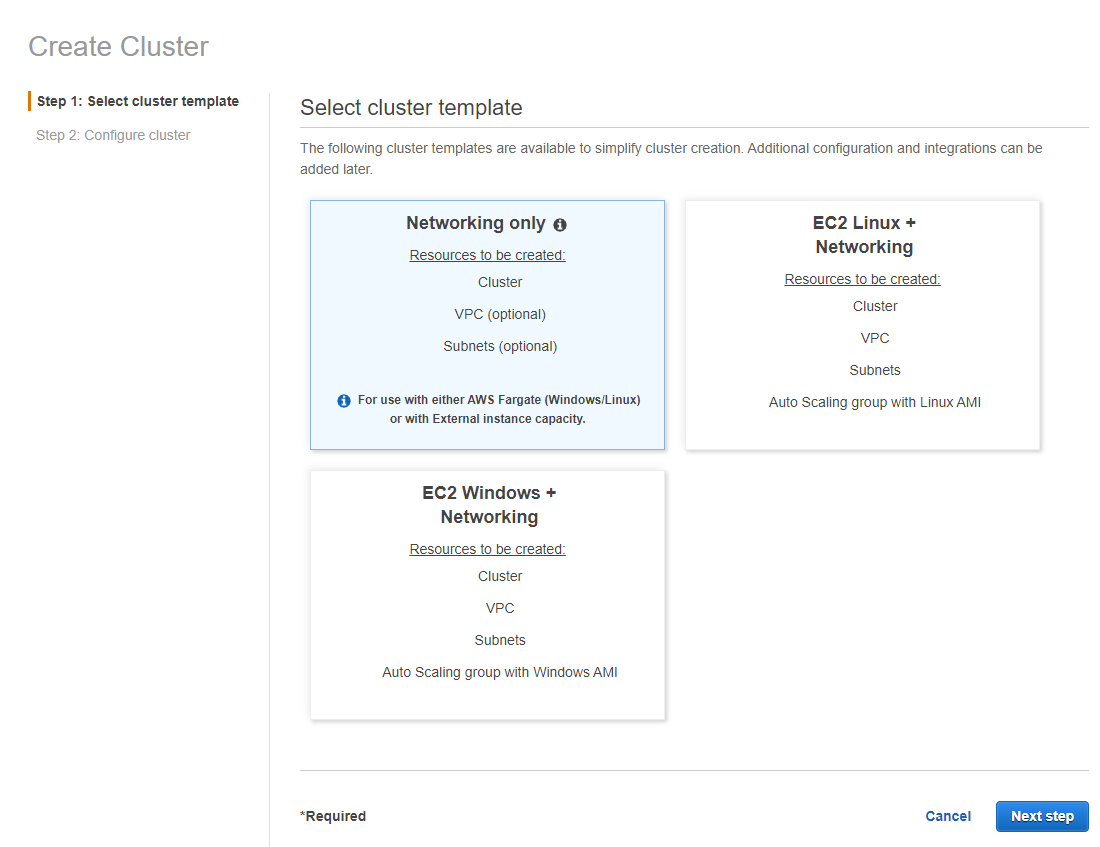 Create Cluster
Step 1: Select cluster template
Step 2: Configure cluster
Select cluster template
The following cluster templates are available to simplify cluster creation. Additional configuration and integrations can be
added later.
Networking only
Resources to be created:
Cluster
VPC (optional)
Subnets (optional)
For use with either AWS Fargate (Windows/Linux)
or with External instance capacity.
EC2 Linux +
Networking
Resources to be created:
Cluster
VPC
Subnets
Auto Scaling group with Linux AMI
EC2 Windows +
Networking
Resources to be created:
Cluster
VPC
Subnets
Auto Scaling group with Windows AMI
*Required
Cancel
Next step